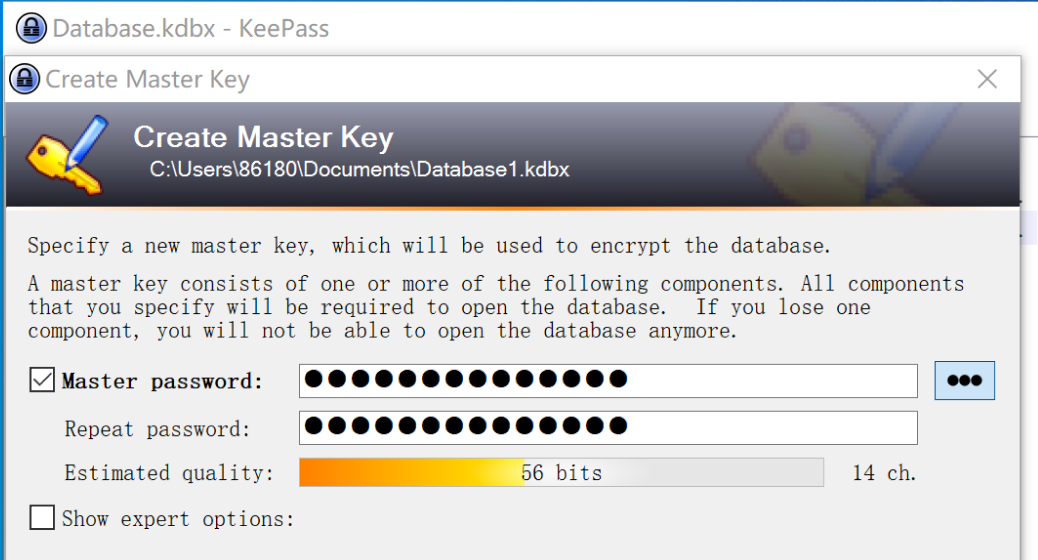 Database.kdbx - KeePass
Create Master Key
Create Master Key
C:\Users\86180\Documents\Database1.kdbx
Specify a new master key, which will be used to encrypt the database.
A master key consists of one or more of the following components. All components
that you specify will be required to open the database.  If you lose one
component, you will not be able to open the database anymore.
Master password: ●●●●●●●●●●●●●● ●●●
Repeat password: ●●●●●●●●●●●●●●
Estimated quality: 56 bits 14 ch.
Show expert options: